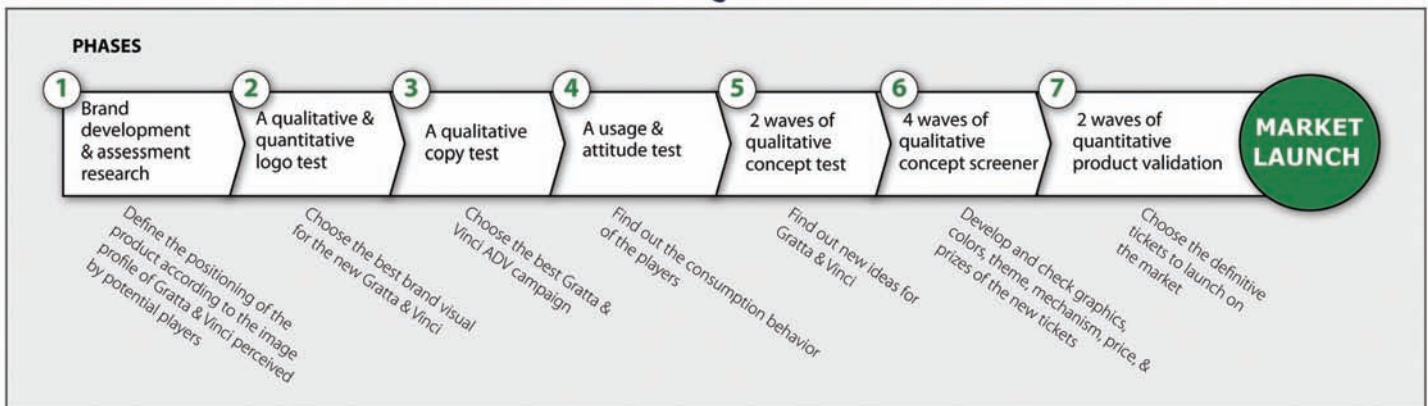 PHASES
1
Brand
development
& assessment
research
2
A qualitative &
quantitative
logo test
3
A qualitative
copy test
4
A usage &
attitude test
5
2 waves of
qualitative
concept test
6
4 waves of
qualitative
concept screener
7
2 waves of
quantitative
product validation
MARKET
LAUNCH
Define the positioning of the
product according to the image
profile of Gratta & Vinci perceived
by potential players
Choose the best brand visual
for the new Gratta & Vinci
Choose the best Gratta &
Vinci ADV campaign
Find out the consumption behavior
of the players
Find out new ideas for
Gratta & Vinci
Develop and check graphics,
colors, theme, mechanism, price, &
prizes of the new tickets
Choose the definitive
tickets to launch on
the market